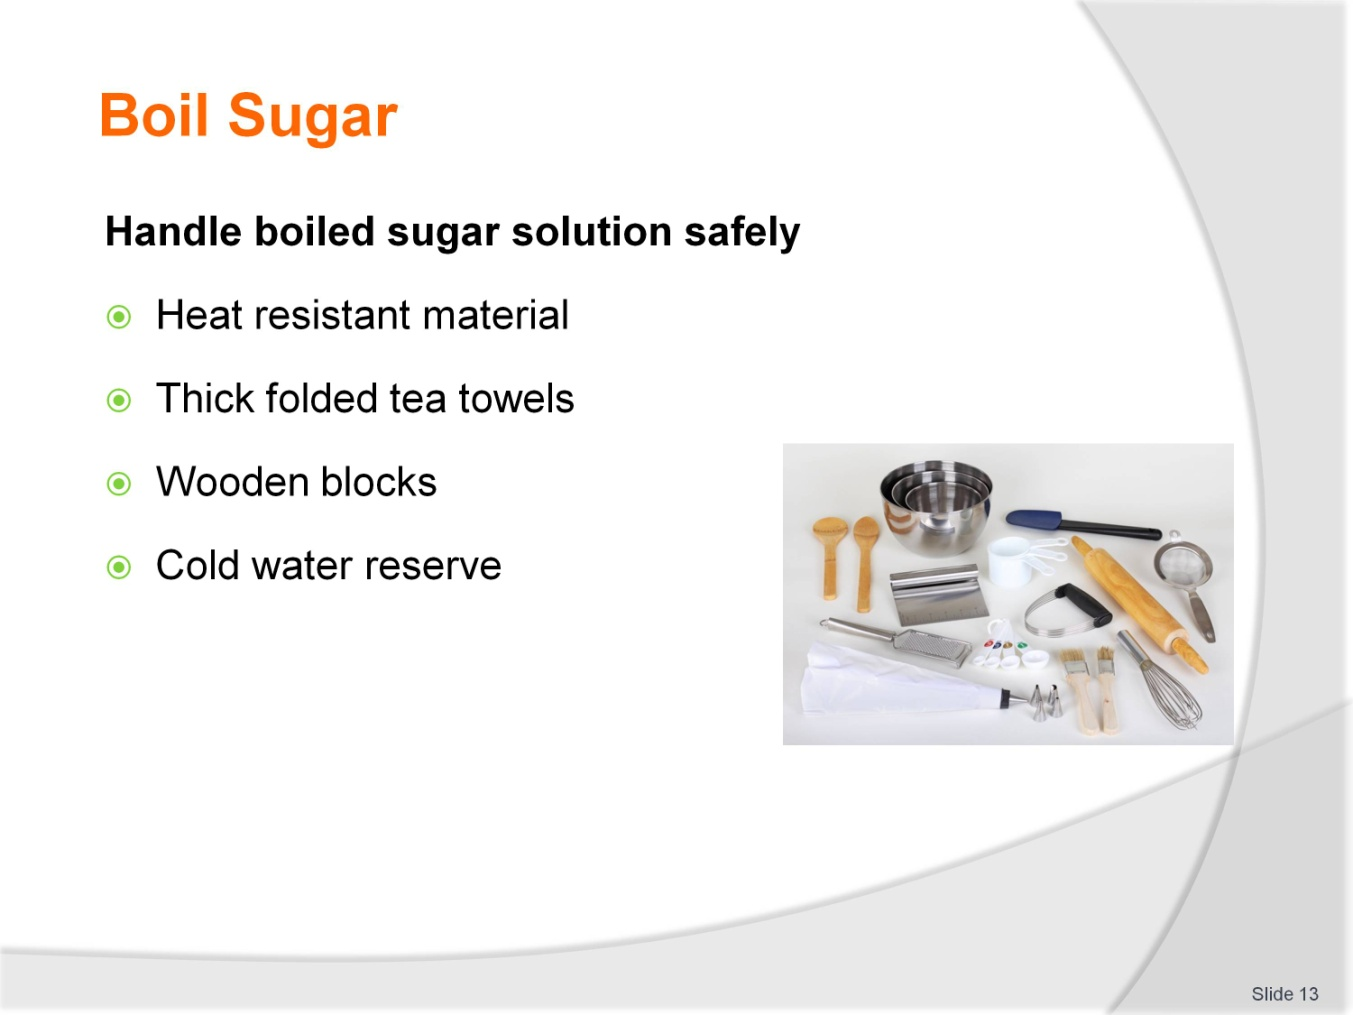 Boil Sugar
Handle boiled sugar solution safely
Heat resistant material
Thick folded tea towels
Wooden blocks
Cold water reserve
Slide 13